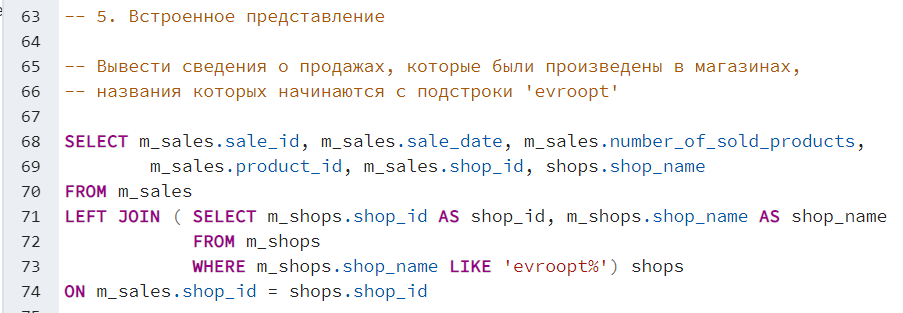 63 -- 5. Встроенное представление
64
65 -- Вывести сведения о продажах, которые были произведены в магазинах,
66 -- названия которых начинаются с подстроки 'evroopt'
67
68 SELECT m_sales.sale_id, m_sales.sale_date, m_sales.number_of_sold_products,
69 m_sales.product_id, m_sales.shop_id, shops.shop_name
70 FROM m_sales
71 LEFT JOIN ( SELECT m_shops.shop_id AS shop_id, m_shops.shop_name AS shop_name
72 FROM m_shops
73 WHERE m_shops.shop_name LIKE 'evroopt%') shops
74 ON m_sales.shop_id = shops.shop_id